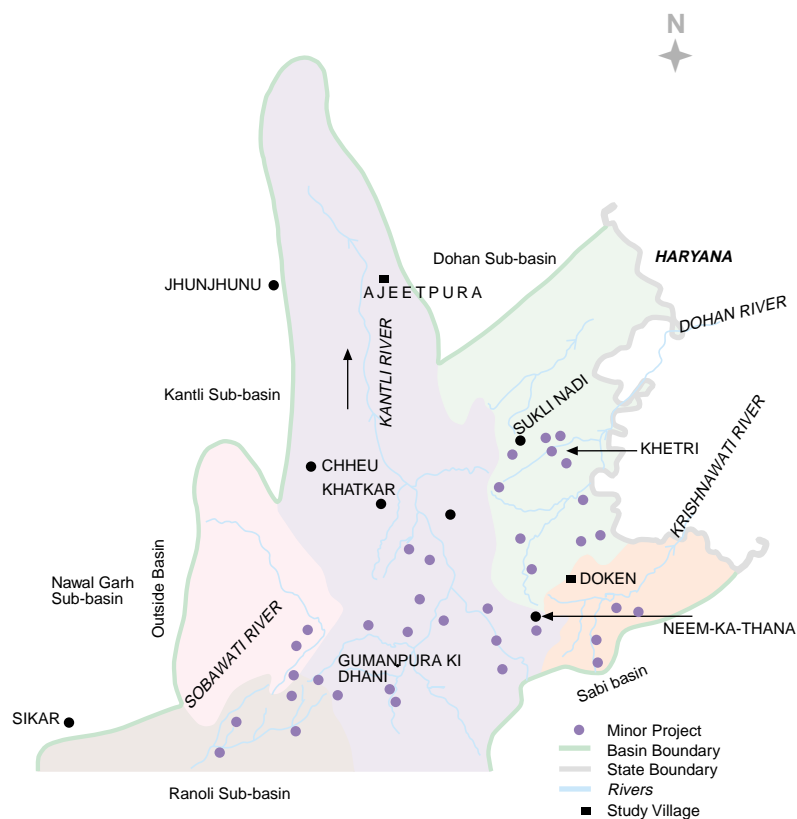 N
Dohan Sub-basin
HARYANA
JHUNJHUNU
AJEETPURA
DOHAN RIVER
KANTLI RIVER
Kantli Sub-basin
SUKLI NADI
KHETRI
CHHEU
KHATKAR
KRISHNAWATI RIVER
Nawal Garh
Sub-basin
Outside Basin
DOKEN
SOBAWATI RIVER
NEEM-KA-THANA
GUMANPURA KI
DHANI
Sabi basin
SIKAR
Ranoli Sub-basin
Minor Project
Basin Boundary
State Boundary
Rivers
Study Village